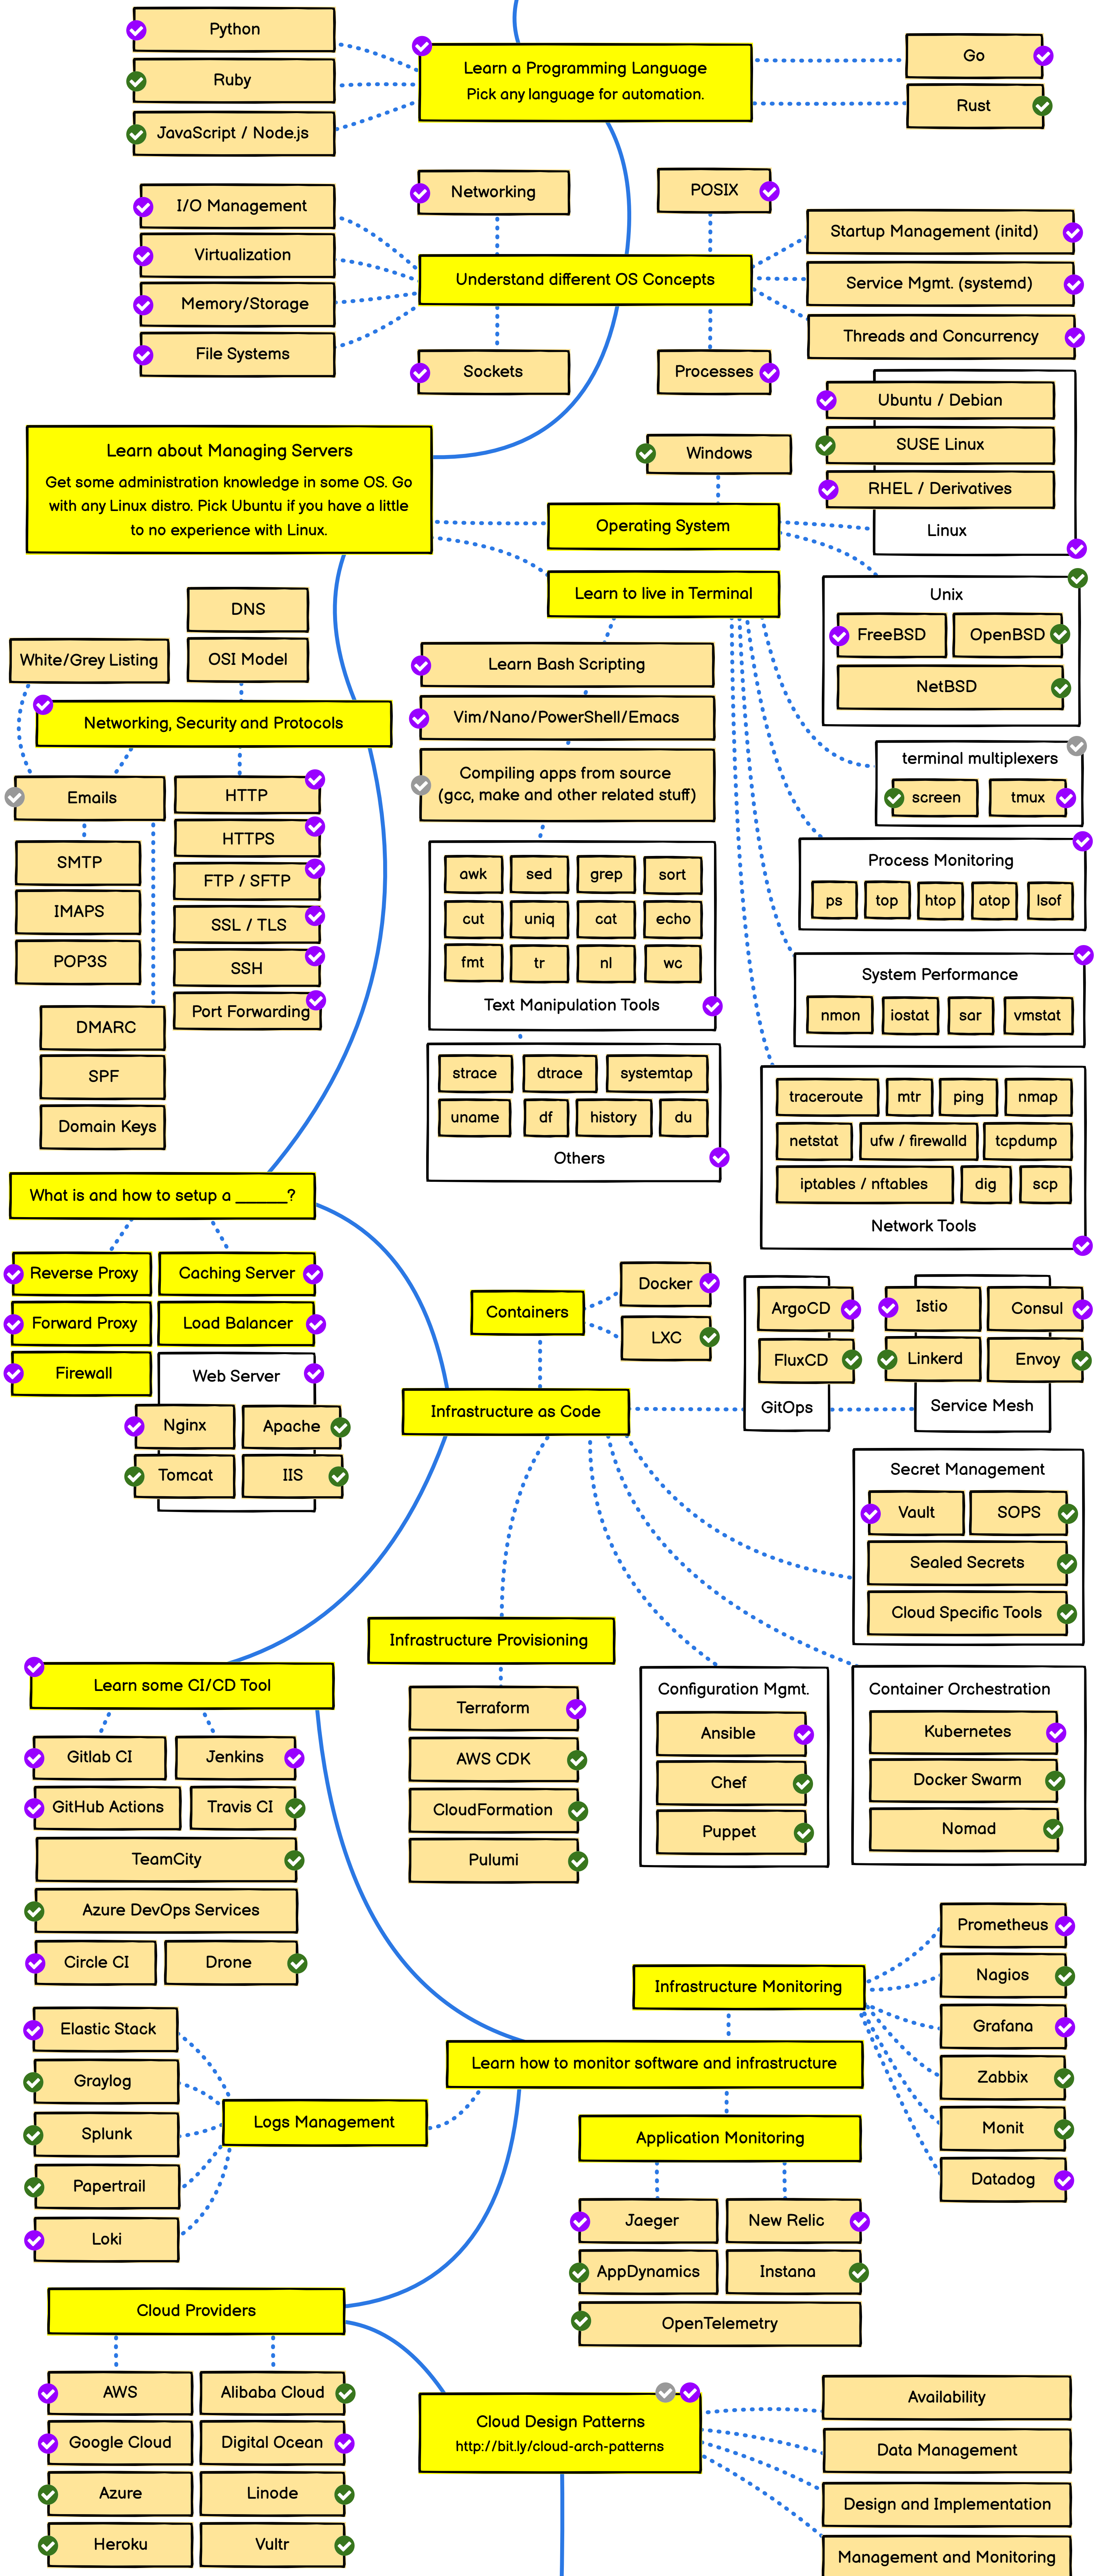 Python
Ruby
JavaScript / Node.js
Learn a Programming Language
Pick any language for automation.
Go
Rust
I/O Management
Virtualization
Memory/Storage
File Systems
Networking
POSIX
Understand different OS Concepts
Sockets
Processes
Startup Management (initd)
Service Mgmt. (systemd)
Threads and Concurrency
Learn about Managing Servers
Get some administration knowledge in some OS. Go
with any Linux distro. Pick Ubuntu if you have a little
to no experience with Linux.
Windows
Operating System
Learn to live in Terminal
Ubuntu / Debian
SUSE Linux
RHEL / Derivatives
Linux
Unix
FreeBSD
OpenBSD
NetBSD
DNS
OSI Model
White/Grey Listing
Networking, Security and Protocols
Emails
SMTP
IMAPS
POP3S
DMARC
SPF
Domain Keys
HTTP
HTTPS
FTP / SFTP
SSL / TLS
SSH
Port Forwarding
Learn Bash Scripting
Vim/Nano/PowerShell/Emacs
Compiling apps from source
(gcc, make and other related stuff)
awk
sed
grep
sort
cut
uniq
cat
echo
fmt
tr
nl
wc
Text Manipulation Tools
strace
dtrace
systemtap
uname
df
history
du
Others
terminal multiplexers
screen
tmux
Process Monitoring
ps
top
htop
atop
lsof
System Performance
nmon
iostat
sar
vmstat
traceroute
mtr
ping
nmap
netstat
ufw / firewalld
tcpdump
iptables / nftables
dig
scp
Network Tools
What is and how to setup a ______?
Reverse Proxy
Caching Server
Forward Proxy
Load Balancer
Firewall
Web Server
Nginx
Apache
Tomcat
IIS
Containers
Docker
LXC
Infrastructure as Code
ArgoCD
FluxCD
GitOps
Istio
Consul
Linkerd
Envoy
Service Mesh
Secret Management
Vault
SOPS
Sealed Secrets
Cloud Specific Tools
Infrastructure Provisioning
Terraform
AWS CDK
CloudFormation
Pulumi
Configuration Mgmt.
Ansible
Chef
Puppet
Container Orchestration
Kubernetes
Docker Swarm
Nomad
Learn some CI/CD Tool
Gitlab CI
Jenkins
GitHub Actions
Travis CI
TeamCity
Azure DevOps Services
Circle CI
Drone
Infrastructure Monitoring
Prometheus
Nagios
Grafana
Zabbix
Monit
Datadog
Learn how to monitor software and infrastructure
Elastic Stack
Graylog
Splunk
Papertrail
Loki
Logs Management
Application Monitoring
Jaeger
New Relic
AppDynamics
Instana
OpenTelemetry
Cloud Providers
AWS
Alibaba Cloud
Google Cloud
Digital Ocean
Azure
Linode
Heroku
Vultr
Cloud Design Patterns
http://bit.ly/cloud-arch-patterns
Availability
Data Management
Design and Implementation
Management and Monitoring